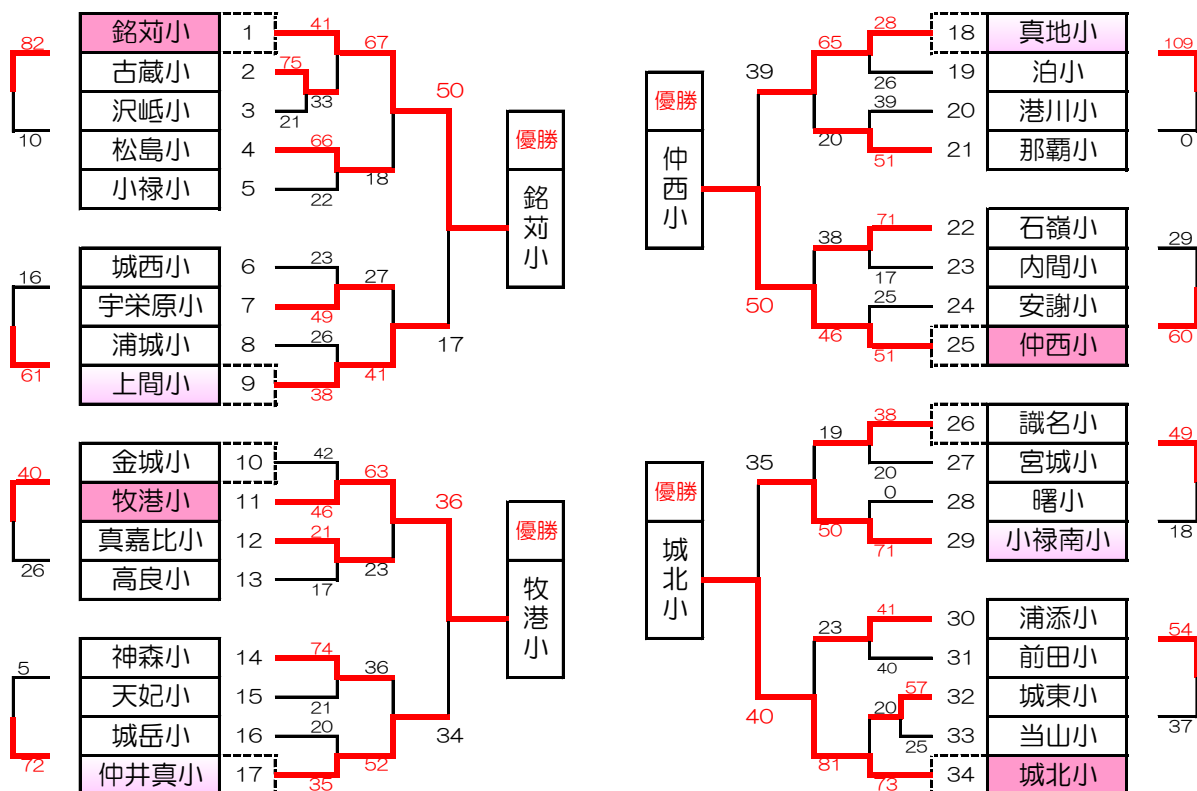 82
10
銘苅小 1 41
古蔵小 2 75
沢岻小 3 21
松島小 4 66
小禄小 5 22
33
67
18
50
16
61
城西小 6 23
宇栄原小 7 49
浦城小 8 26
上間小 9 38
27
41
17
優勝
銘苅小
40
26
金城小 10 42
牧港小 11 46
真嘉比小 12 21
高良小 13 17
63
23
36
5
72
神森小 14 74
天妃小 15 21
城岳小 16 20
仲井真小 17 35
36
52
34
優勝
牧港小
優勝
仲西小
39
65
20
28 18 真地小
26 19 泊小
39 20 港川小
51 21 那覇小
109
0
50
38
46
71 22 石嶺小
17 23 内間小
25 24 安謝小
51 25 仲西小
29
60
優勝
城北小
35
19
50
38 26 識名小
20 27 宮城小
0 28 曙小
71 29 小禄南小
49
18
40
23
81
41 30 浦添小
40 31 前田小
20
57 32 城東小
25 33 当山小
73 34 城北小
54
37